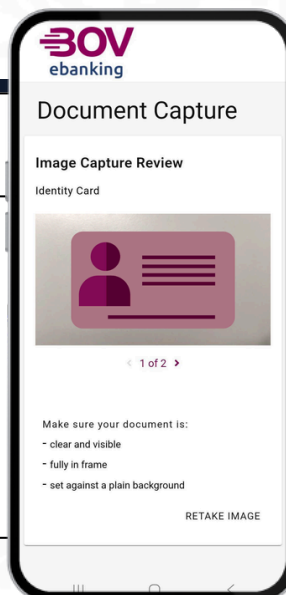 BOV
ebanking
Document Capture
Image Capture Review
Identity Card
< 1 of 2 >
Make sure your document is:
- clear and visible
- fully in frame
- set against a plain background
RETAKE IMAGE